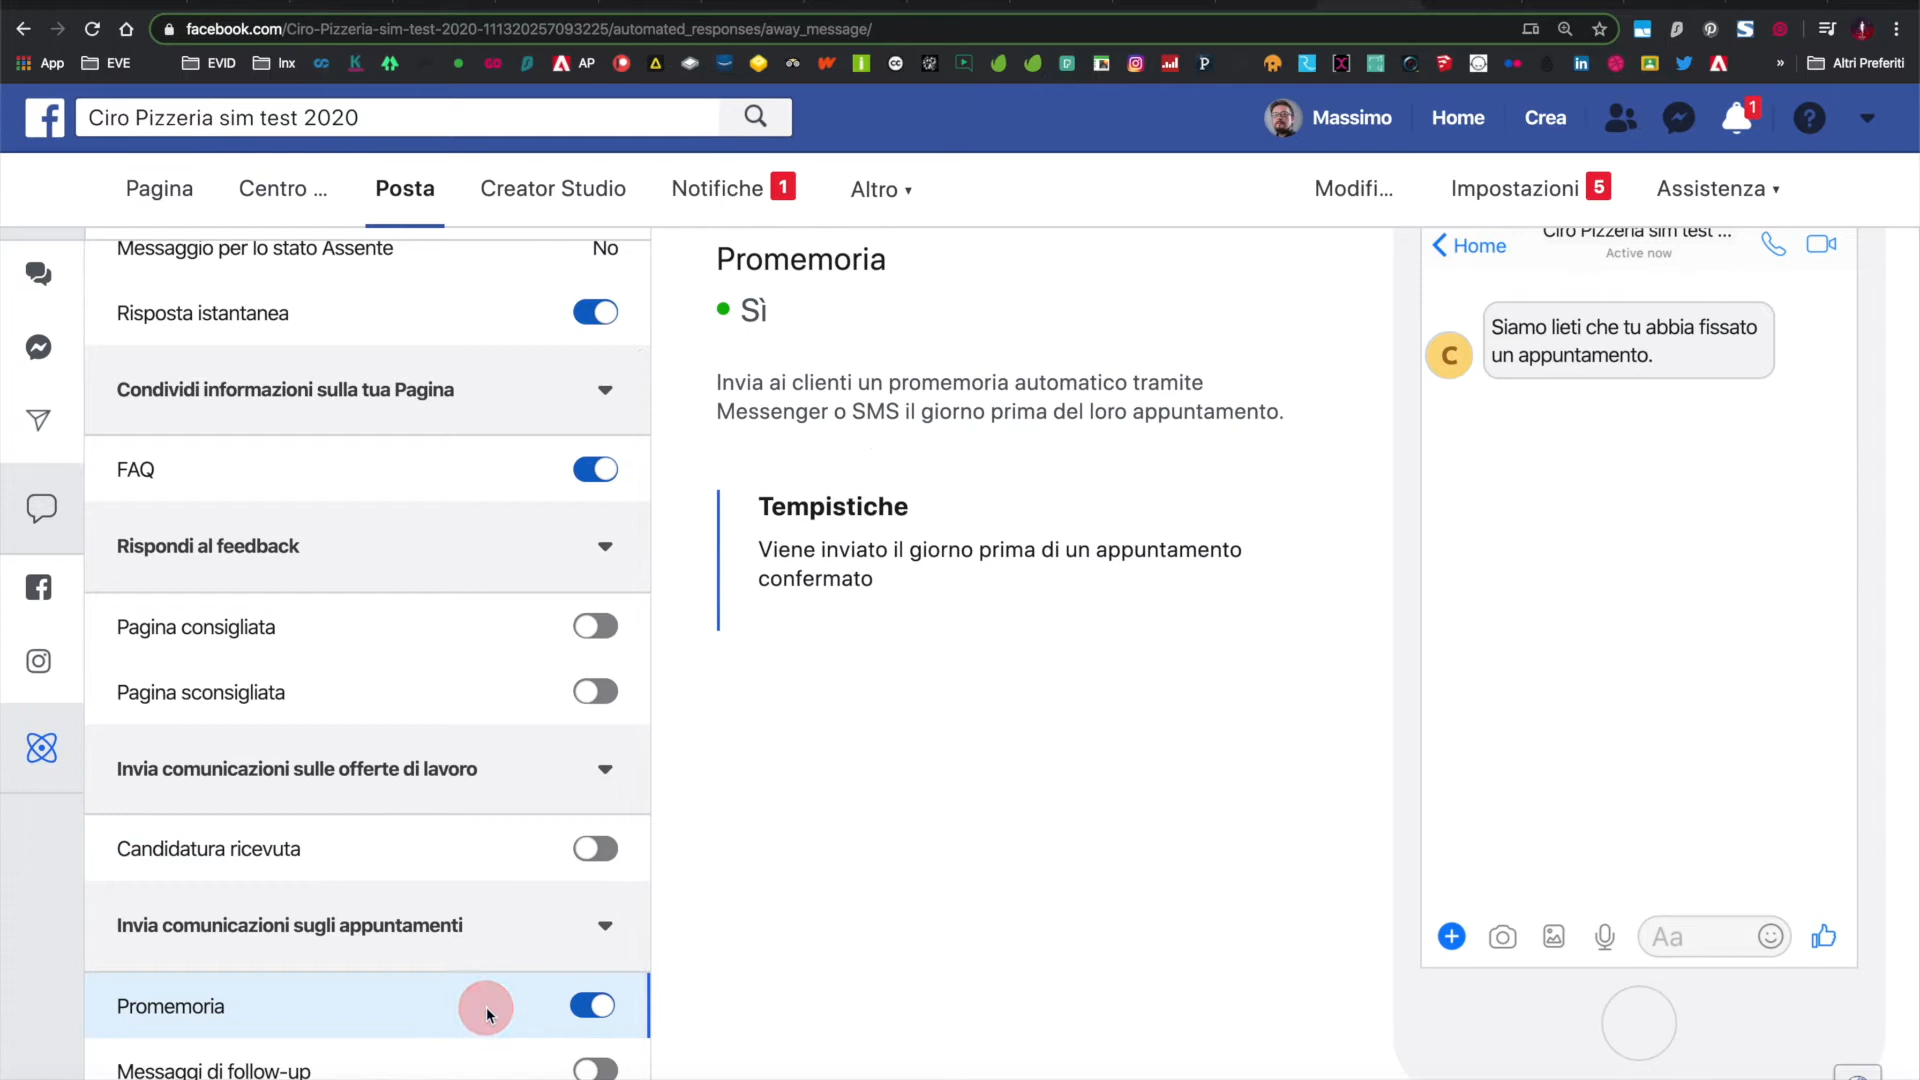 facebook.com/Ciro-Pizzeria-sim-test-2020-111320257093225/automated_responses/away_message/
App EVE EVID Inx AP Altri Preferiti
Ciro Pizzeria sim test 2020
Massimo Home Crea 1
Pagina Centro ... Posta Creator Studio Notifiche 1 Altro Modifi... Impostazioni 5 Assistenza
Messaggio per lo stato Assente No
Risposta istantanea
Condividi informazioni sulla tua Pagina
FAQ
Rispondi al feedback
Pagina consigliata
Pagina sconsigliata
Invia comunicazioni sulle offerte di lavoro
Candidatura ricevuta
Invia comunicazioni sugli appuntamenti
Promemoria
Messaggi di follow-up
Promemoria
Sì
Invia ai clienti un promemoria automatico tramite
Messenger o SMS il giorno prima del loro appuntamento.
Tempistiche
Viene inviato il giorno prima di un appuntamento
confermato
Ciro Pizzeria sim test ...
Home
Active now
Siamo lieti che tu abbia fissato
un appuntamento.
C
Aa